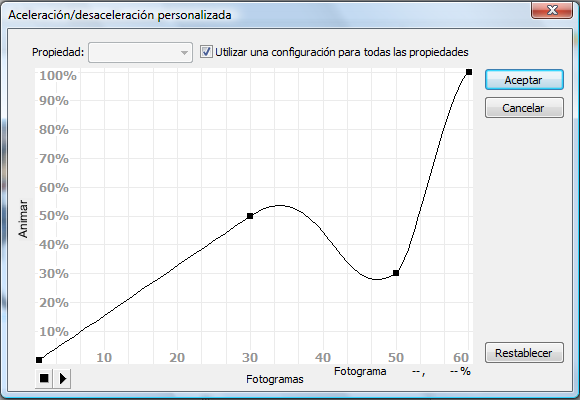 Aceleración/desaceleración personalizada
Propiedad:
Utilizar una configuración para todas las propiedades
Aceptar
Cancelar
100%
90%
80%
70%
60%
50%
40%
30%
20%
10%
Animar
10 20 30 40 50 60
Restablecer
Fotograma --, --%
Fotogramas